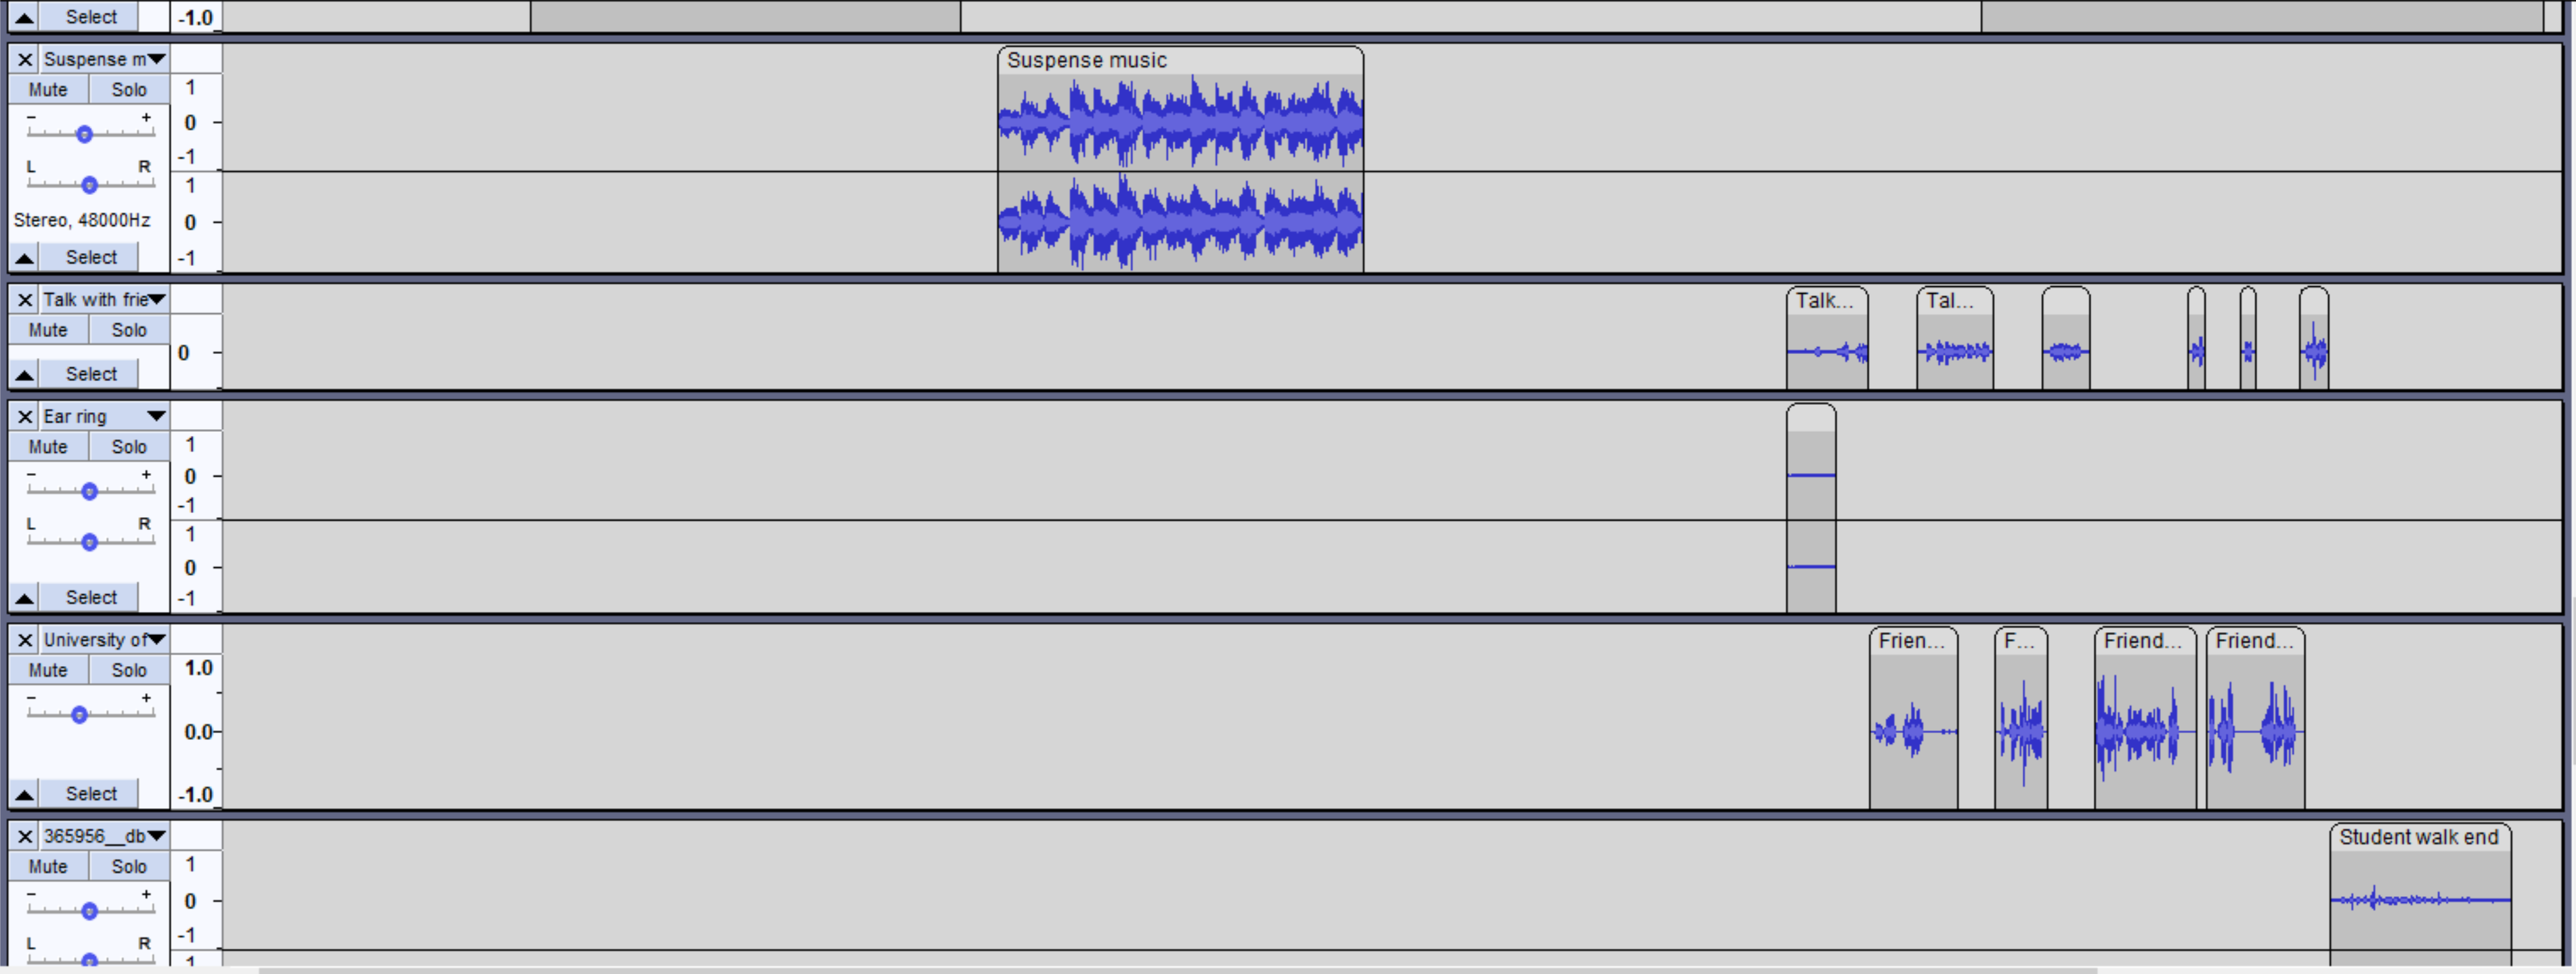 Select -1.0
× Suspense m Suspense music
Mute Solo 1
- + 0
-1
L R 1
Stereo, 48000Hz 0
Select -1
× Talk with frie Talk... Tal...
Mute Solo
0
Select
× Ear ring
Mute Solo 1
- + 0
-1
L R 1
0
Select -1
× University of Frien... F... Friend... Friend...
Mute Solo 1.0
- +
0.0
Select -1.0
× 365956__db Student walk end
Mute Solo 1
- + 0
-1
L R 1